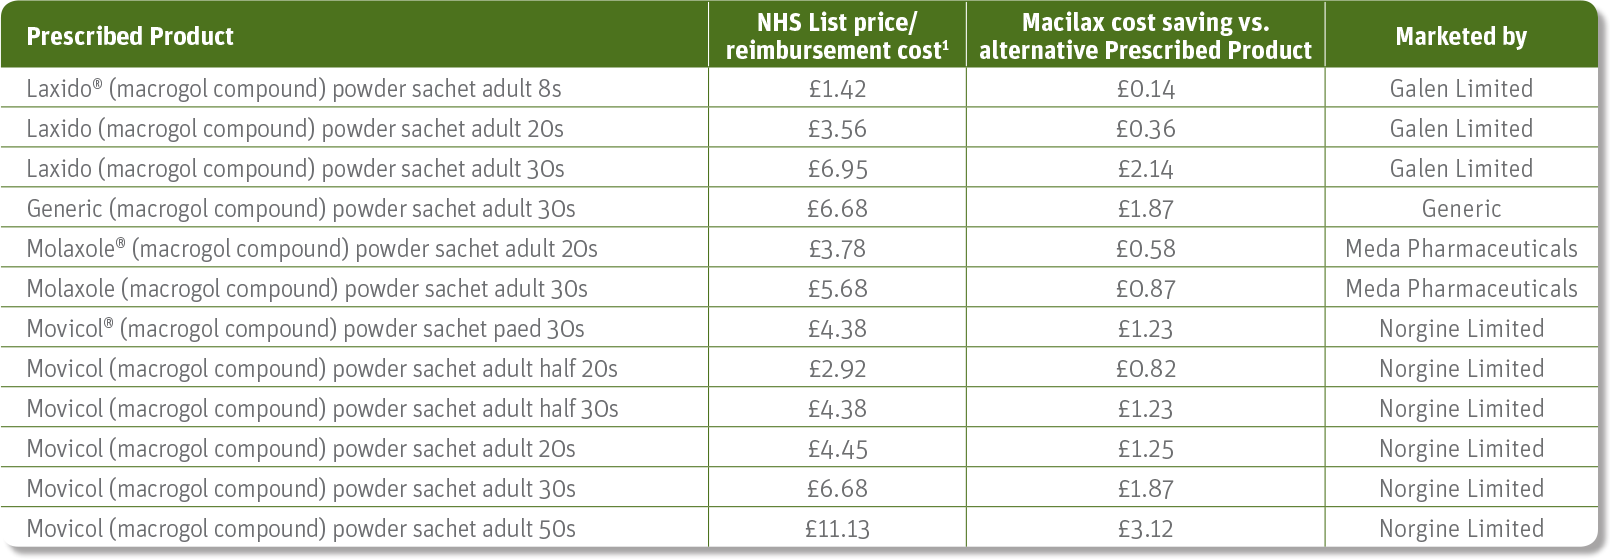 Prescribed Product NHS List price/ reimbursement cost¹ Macilax cost saving vs. alternative Prescribed Product Marketed by
Laxido® (macrogol compound) powder sachet adult 8s £1.42 £0.14 Galen Limited
Laxido (macrogol compound) powder sachet adult 20s £3.56 £0.36 Galen Limited
Laxido (macrogol compound) powder sachet adult 30s £6.95 £2.14 Galen Limited
Generic (macrogol compound) powder sachet adult 30s £6.68 £1.87 Generic
Molaxole® (macrogol compound) powder sachet adult 20s £3.78 £0.58 Meda Pharmaceuticals
Molaxole (macrogol compound) powder sachet adult 30s £5.68 £0.87 Meda Pharmaceuticals
Movicol® (macrogol compound) powder sachet paed 30s £4.38 £1.23 Norgine Limited
Movicol (macrogol compound) powder sachet adult half 20s £2.92 £0.82 Norgine Limited
Movicol (macrogol compound) powder sachet adult half 30s £4.38 £1.23 Norgine Limited
Movicol (macrogol compound) powder sachet adult 20s £4.45 £1.25 Norgine Limited
Movicol (macrogol compound) powder sachet adult 30s £6.68 £1.87 Norgine Limited
Movicol (macrogol compound) powder sachet adult 50s £11.13 £3.12 Norgine Limited